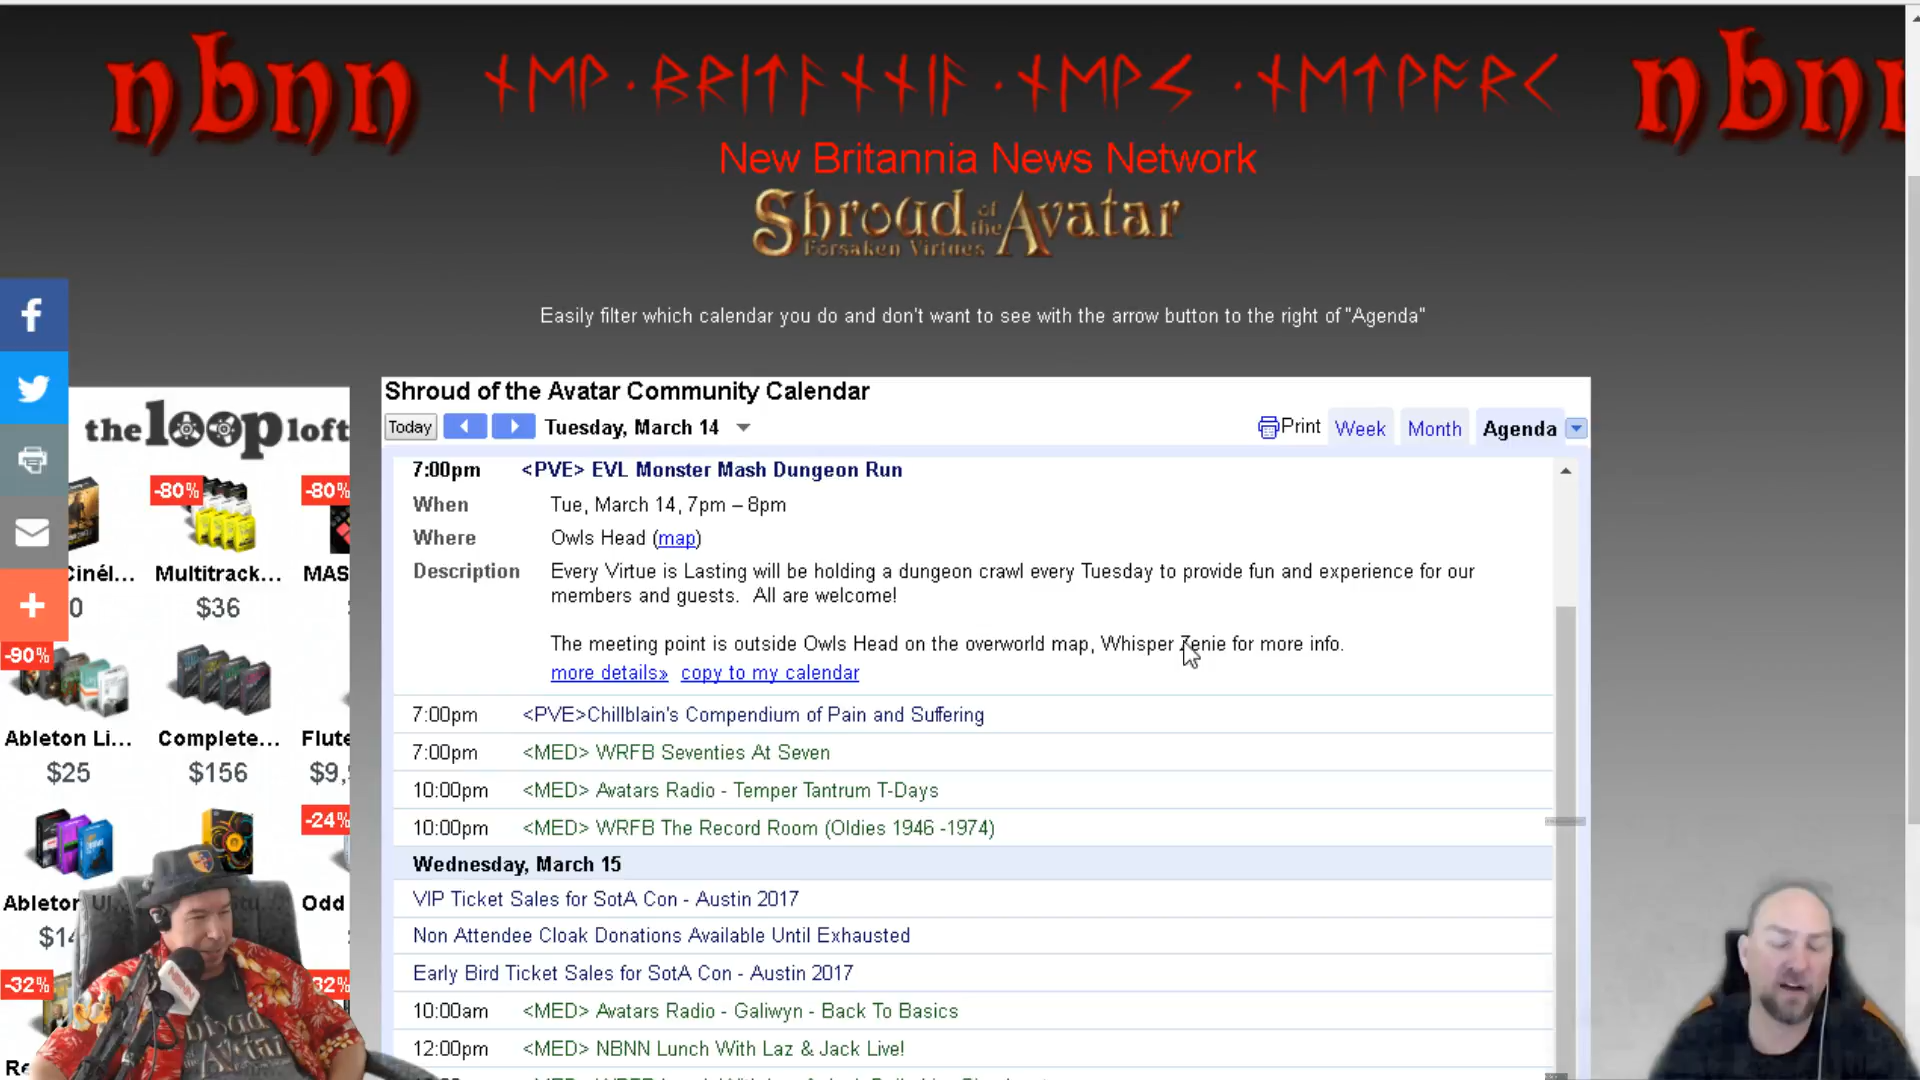 nbnn
ᚾᛖᚹ·ᛒᚱᛁᛏᚨᚾᚾᛁᚨ·ᚾᛖᚹᛊ·ᚾᛖᛏᚹᛟᚱᚲ
New Britannia News Network
Shroud of the Avatar
Forsaken Virtues
Easily filter which calendar you do and don't want to see with the arrow button to the right of "Agenda"
the loop loft
Shroud of the Avatar Community Calendar
Today Tuesday, March 14 Print Week Month Agenda
7:00pm <PVE> EVL Monster Mash Dungeon Run
When Tue, March 14, 7pm – 8pm
Where Owls Head (map)
Description Every Virtue is Lasting will be holding a dungeon crawl every Tuesday to provide fun and experience for our
members and guests. All are welcome!
The meeting point is outside Owls Head on the overworld map, Whisper Zenie for more info.
more details» copy to my calendar
7:00pm <PVE>Chillblain's Compendium of Pain and Suffering
7:00pm <MED> WRFB Seventies At Seven
10:00pm <MED> Avatars Radio - Temper Tantrum T-Days
10:00pm <MED> WRFB The Record Room (Oldies 1946 -1974)
Wednesday, March 15
VIP Ticket Sales for SotA Con - Austin 2017
Non Attendee Cloak Donations Available Until Exhausted
Early Bird Ticket Sales for SotA Con - Austin 2017
10:00am <MED> Avatars Radio - Galiwyn - Back To Basics
12:00pm <MED> NBNN Lunch With Laz & Jack Live!
-80% -80%
Cinél... Multitrack... MAS
0 $36
-90%
Ableton Li... Complete... Flute
$25 $156 $9,
-24%
Ableton Odd
$14
-32% 32%
Re